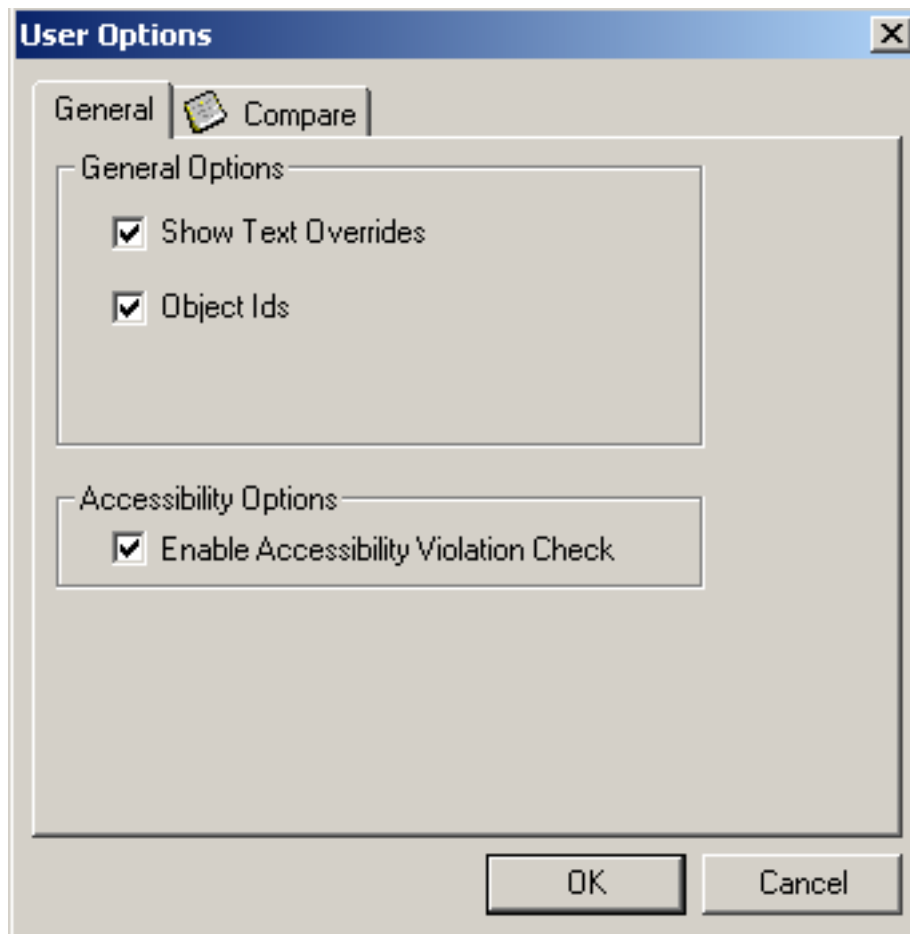 User Options
General
Compare
General Options
Show Text Overrides
Object Ids
Accessibility Options
Enable Accessibility Violation Check
OK
Cancel